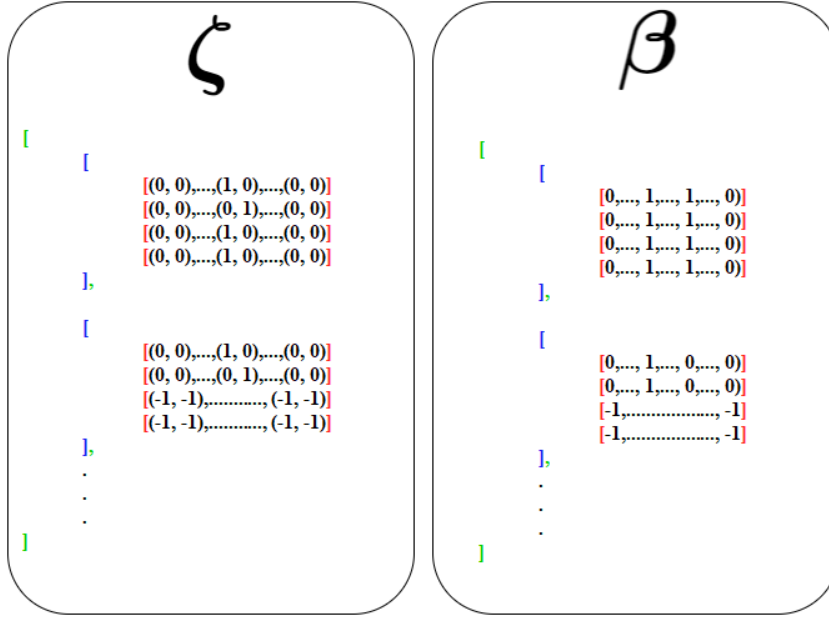 ζ
[
[
[(0, 0),...,(1, 0),...,(0, 0)]
[(0, 0),...,(0, 1),...,(0, 0)]
[(0, 0),...,(1, 0),...,(0, 0)]
[(0, 0),...,(1, 0),...,(0, 0)]
],
[
[(0, 0),...,(1, 0),...,(0, 0)]
[(0, 0),...,(0, 1),...,(0, 0)]
[(-1, -1),..........., (-1, -1)]
[(-1, -1),..........., (-1, -1)]
],
.
.
.
]
β
[
[
[0,..., 1,..., 1,..., 0)]
[0,..., 1,..., 1,..., 0)]
[0,..., 1,..., 1,..., 0)]
[0,..., 1,..., 1,..., 0)]
],
[
[0,..., 1,..., 0,..., 0)]
[0,..., 1,..., 0,..., 0)]
[-1,..................., -1]
[-1,..................., -1]
],
.
.
.
]